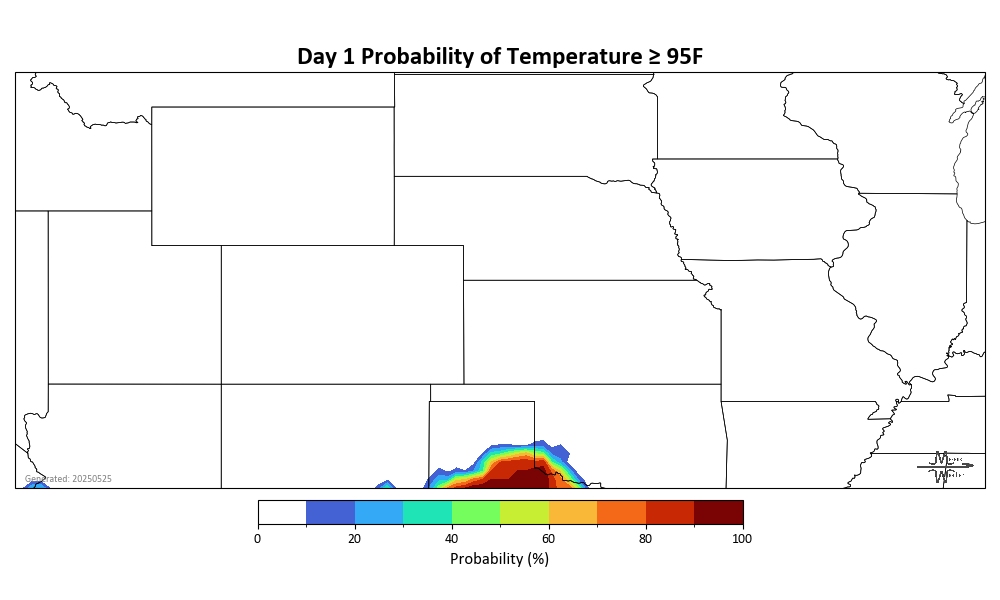 Day 1 Probability of Temperature ≥ 95F
Generated: 20250525
0 20 40 60 80 100
Probability (%)